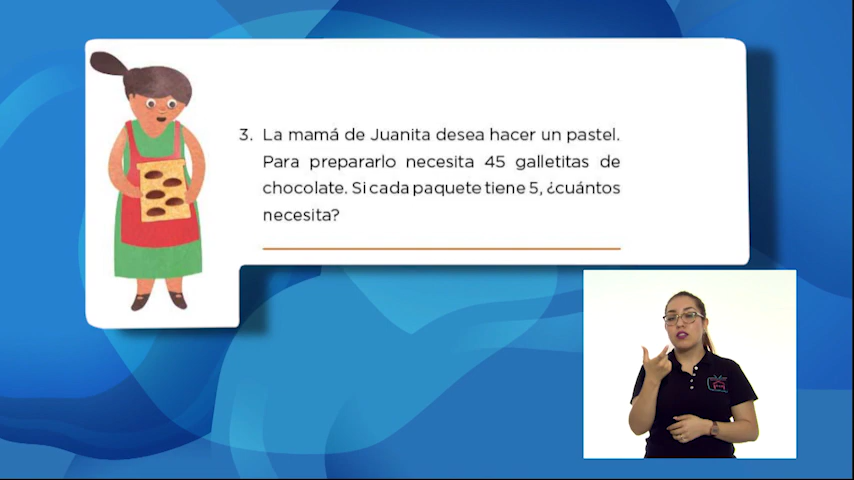 3. La mamá de Juanita desea hacer un pastel.
Para prepararlo necesita 45 galletitas de
chocolate. Si cada paquete tiene 5, ¿cuántos
necesita?